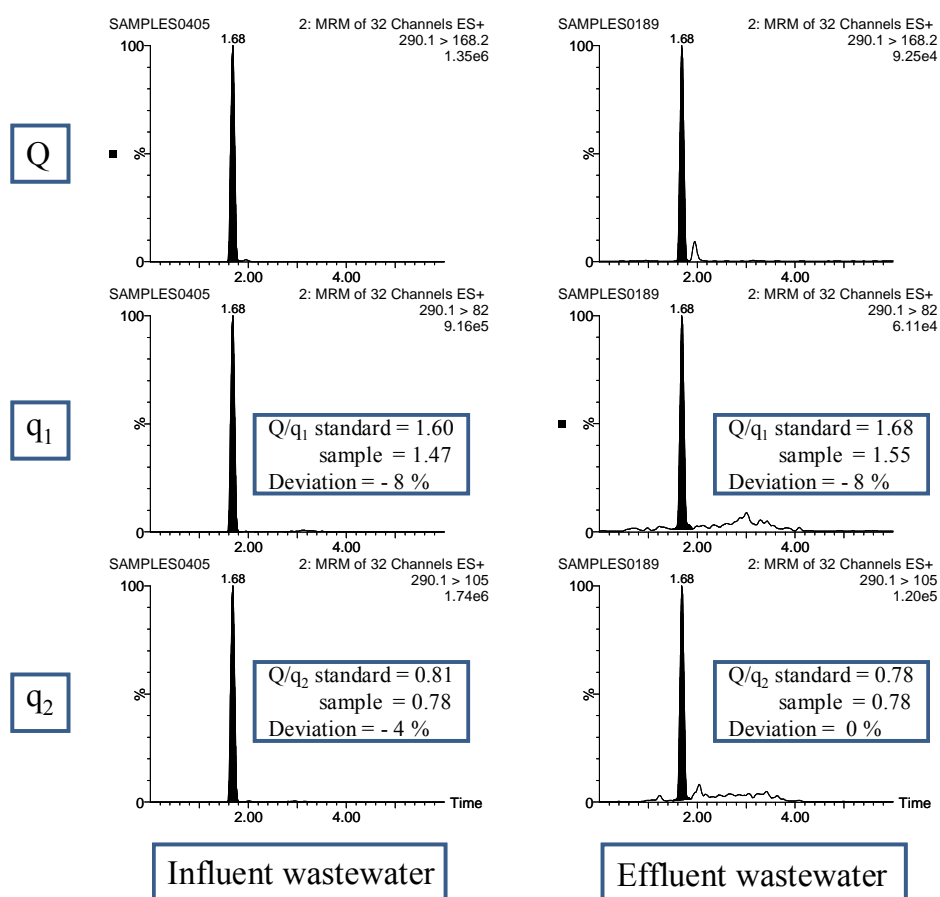 SAMPLES0405
2: MRM of 32 Channels ES+
290.1 > 168.2
1.35e6
1.68
100
%
0
2.00 4.00
SAMPLES0189
2: MRM of 32 Channels ES+
290.1 > 168.2
9.25e4
1.68
100
%
0
2.00 4.00
Q
SAMPLES0405
2: MRM of 32 Channels ES+
290.1 > 82
9.16e5
1.68
100
%
0
2.00 4.00
Q/q₁ standard = 1.60
sample = 1.47
Deviation = - 8 %
SAMPLES0189
2: MRM of 32 Channels ES+
290.1 > 82
6.11e4
1.68
100
%
0
2.00 4.00
Q/q₁ standard = 1.68
sample = 1.55
Deviation = - 8 %
q₁
SAMPLES0405
2: MRM of 32 Channels ES+
290.1 > 105
1.74e6
1.68
100
%
0
2.00 4.00
Time
Q/q₂ standard = 0.81
sample = 0.78
Deviation = - 4 %
SAMPLES0189
2: MRM of 32 Channels ES+
290.1 > 105
1.20e5
1.68
100
%
0
2.00 4.00
Time
Q/q₂ standard = 0.78
sample = 0.78
Deviation = 0 %
q₂
Influent wastewater
Effluent wastewater